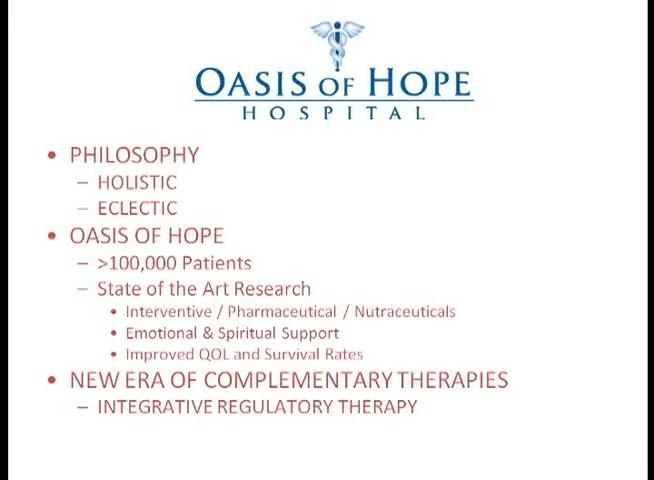 OASIS OF HOPE
HOSPITAL
• PHILOSOPHY
– HOLISTIC
– ECLECTIC
• OASIS OF HOPE
– >100,000 Patients
– State of the Art Research
• Interventive / Pharmaceutical / Nutraceuticals
• Emotional & Spiritual Support
• Improved QOL and Survival Rates
• NEW ERA OF COMPLEMENTARY THERAPIES
– INTEGRATIVE REGULATORY THERAPY